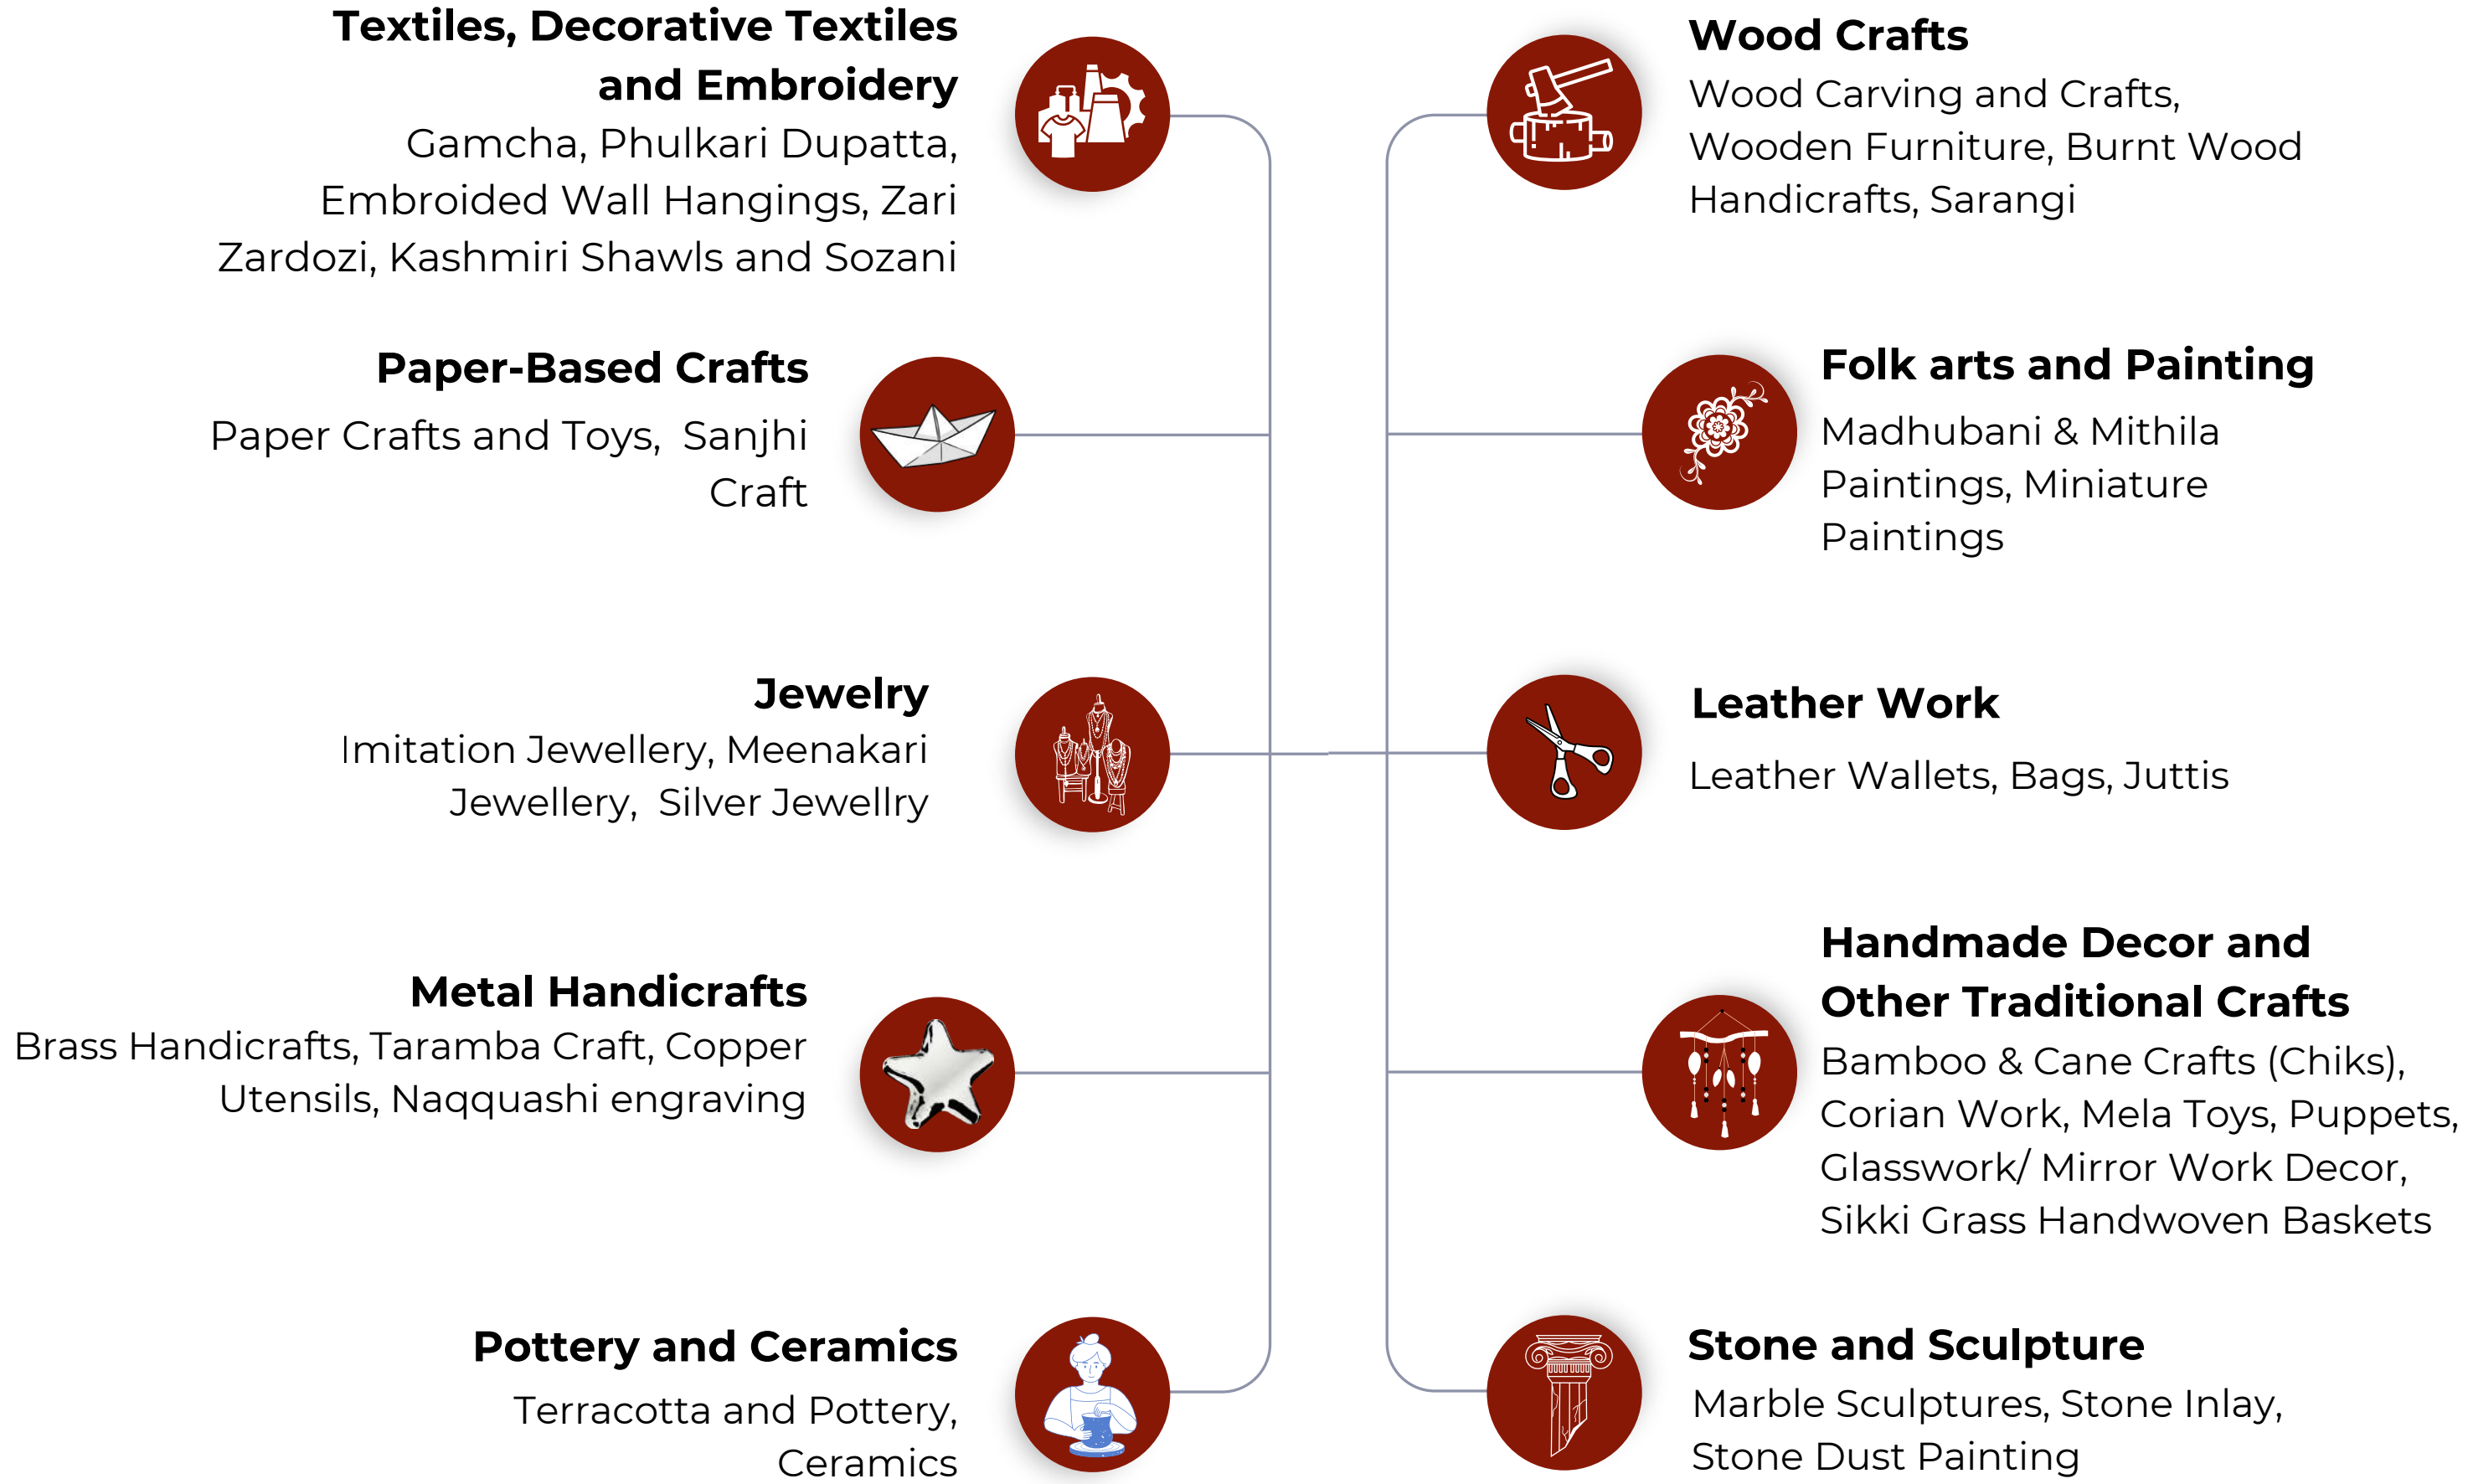 Textiles, Decorative Textiles
and Embroidery
Gamcha, Phulkari Dupatta,
Embroided Wall Hangings, Zari
Zardozi, Kashmiri Shawls and Sozani
Paper-Based Crafts
Paper Crafts and Toys, Sanjhi
Craft
Jewelry
Imitation Jewellery, Meenakari
Jewellery, Silver Jewellry
Metal Handicrafts
Brass Handicrafts, Taramba Craft, Copper
Utensils, Naqquashi engraving
Pottery and Ceramics
Terracotta and Pottery,
Ceramics
Wood Crafts
Wood Carving and Crafts,
Wooden Furniture, Burnt Wood
Handicrafts, Sarangi
Folk arts and Painting
Madhubani & Mithila
Paintings, Miniature
Paintings
Leather Work
Leather Wallets, Bags, Juttis
Handmade Decor and
Other Traditional Crafts
Bamboo & Cane Crafts (Chiks),
Corian Work, Mela Toys, Puppets,
Glasswork/ Mirror Work Decor,
Sikki Grass Handwoven Baskets
Stone and Sculpture
Marble Sculptures, Stone Inlay,
Stone Dust Painting